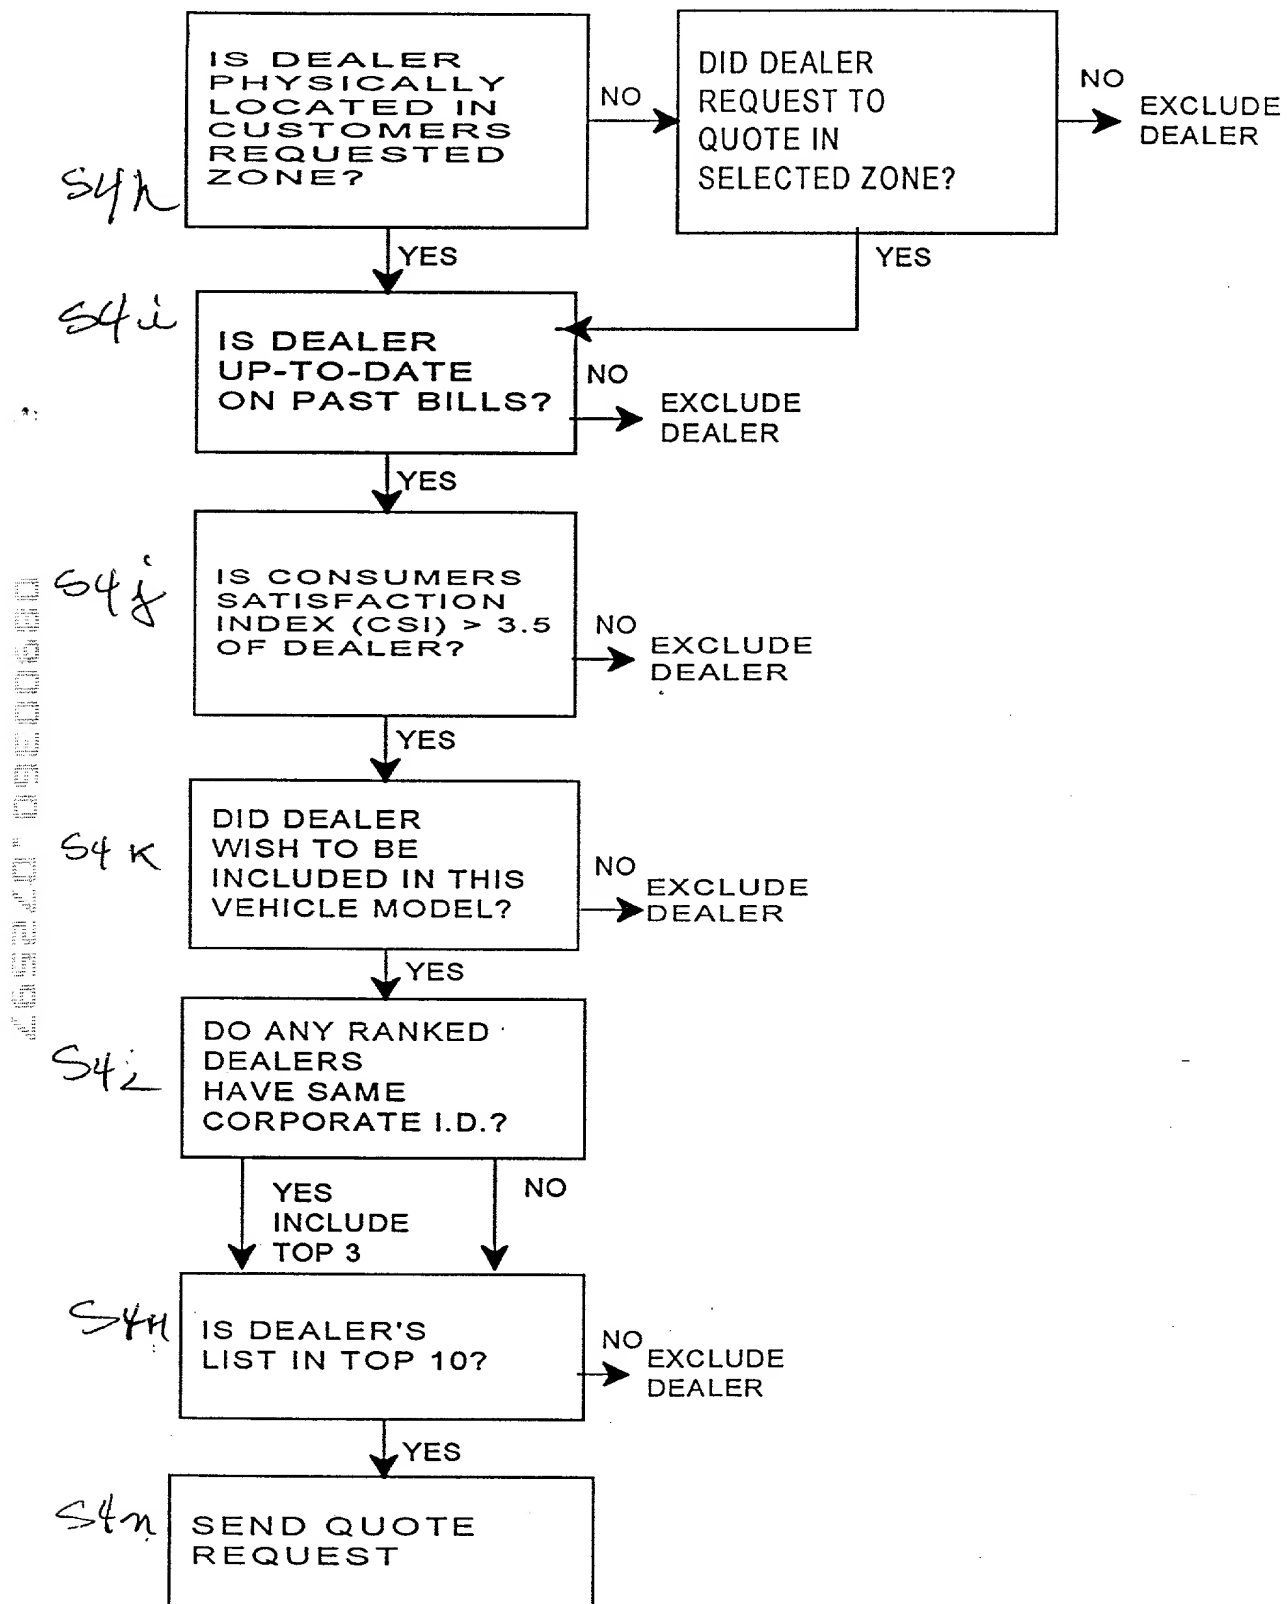 IS DEALER
PHYSICALLY
LOCATED IN
CUSTOMERS
REQUESTED
ZONE?
S4h
NO
DID DEALER
REQUEST TO
QUOTE IN
SELECTED ZONE?
NO
EXCLUDE
DEALER
YES
YES
S4i
IS DEALER
UP-TO-DATE
ON PAST BILLS?
NO
EXCLUDE
DEALER
YES
S4j
IS CONSUMERS
SATISFACTION
INDEX (CSI) > 3.5
OF DEALER?
NO
EXCLUDE
DEALER
YES
S4K
DID DEALER
WISH TO BE
INCLUDED IN THIS
VEHICLE MODEL?
NO
EXCLUDE
DEALER
YES
DO ANY RANKED
DEALERS
HAVE SAME
CORPORATE I.D.?
YES
INCLUDE
TOP 3
NO
IS DEALER'S
LIST IN TOP 10?
NO
EXCLUDE
DEALER
YES
S4n
SEND QUOTE
REQUEST